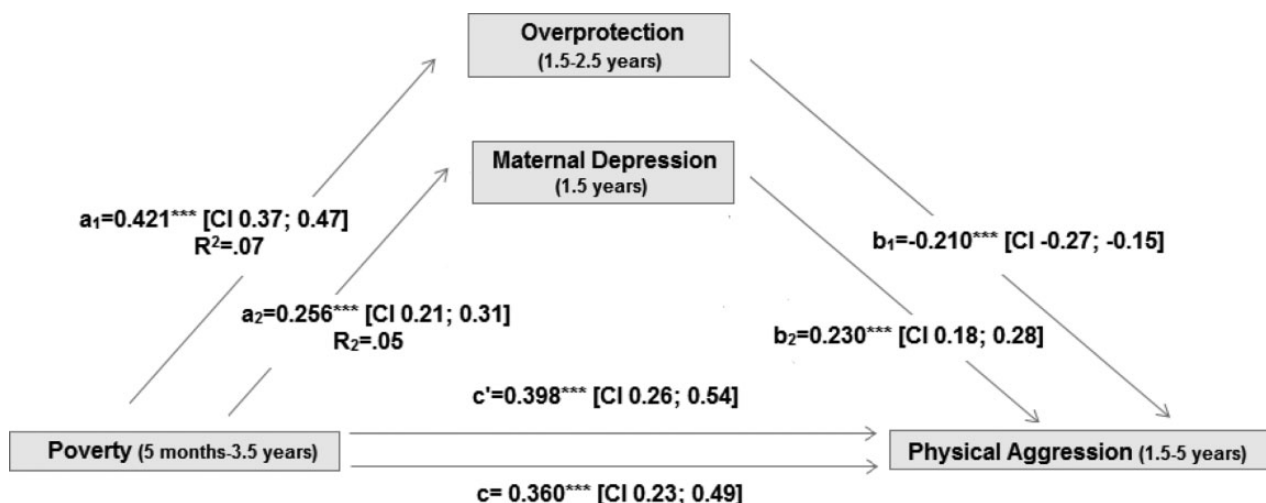 Overprotection
(1.5-2.5 years)
Maternal Depression
(1.5 years)
a₁=0.421*** [CI 0.37; 0.47]
R²=.07
b₁=-0.210*** [CI -0.27; -0.15]
a₂=0.256*** [CI 0.21; 0.31]
R₂=.05
b₂=0.230*** [CI 0.18; 0.28]
c'=0.398*** [CI 0.26; 0.54]
Poverty (5 months-3.5 years)
Physical Aggression (1.5-5 years)
c= 0.360*** [CI 0.23; 0.49]